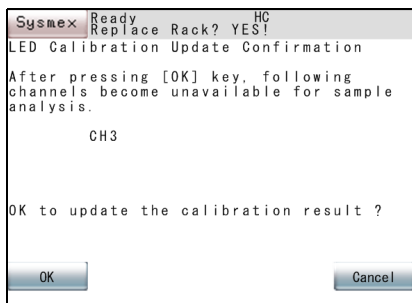 Sysmex Ready HC
Replace Rack? YES!
LED Calibration Update Confirmation
After pressing [OK] key, following
channels become unavailable for sample
analysis.
CH3
OK to update the calibration result ?
OK Cancel